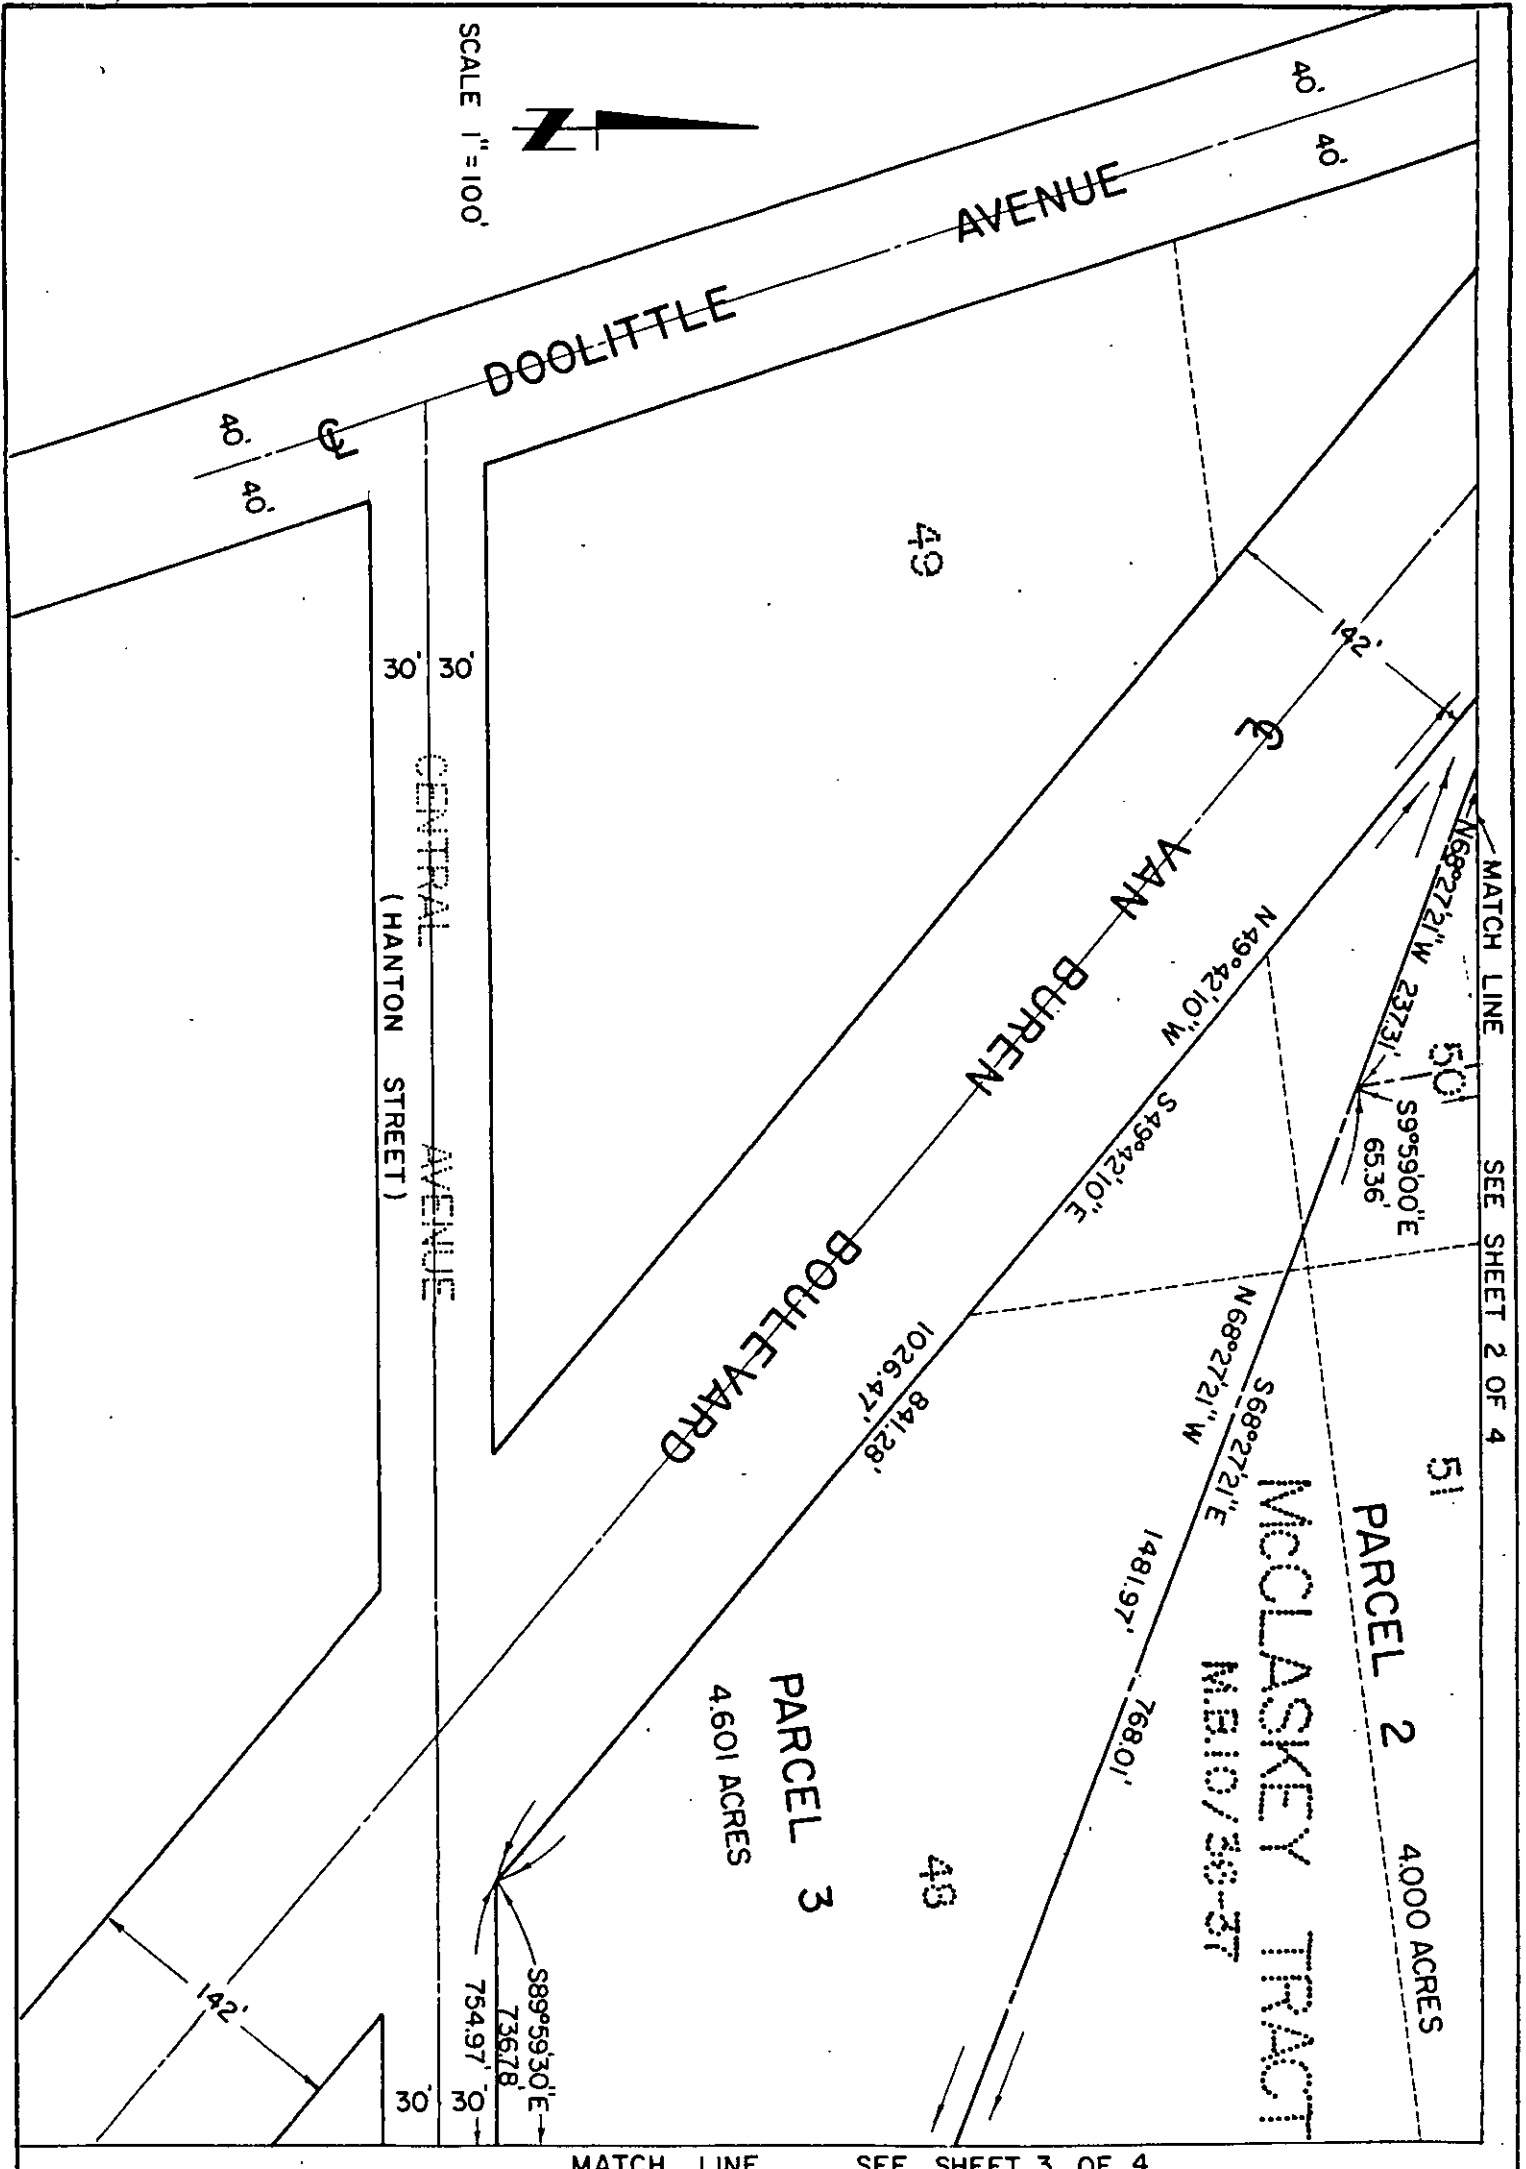 MATCH LINE SEE SHEET 2 OF 4
40'
40'
AVENUE
DOOLITTLE
40'
40'
℄
SCALE 1"=100'
N
49
142'
℄
VAN BUREN BOULEVARD
N68°27'21"W 237.31'
50
S9°59'00"E
65.36'
N49°42'10"W
S49°42'10"E
1026.47'
841.28'
N68°27'21"W
S68°27'21"E
1481.97'
768.01'
51
PARCEL 2
4.000 ACRES
McCLASKEY TRACT
M.B.10/36-37
PARCEL 3
4.601 ACRES
48
30' 30'
CENTRAL AVENUE
(HANTON STREET)
S89°59'30"E
736.78'
754.97'
30' 30'
142'
MATCH LINE SEE SHEET 3 OF 4